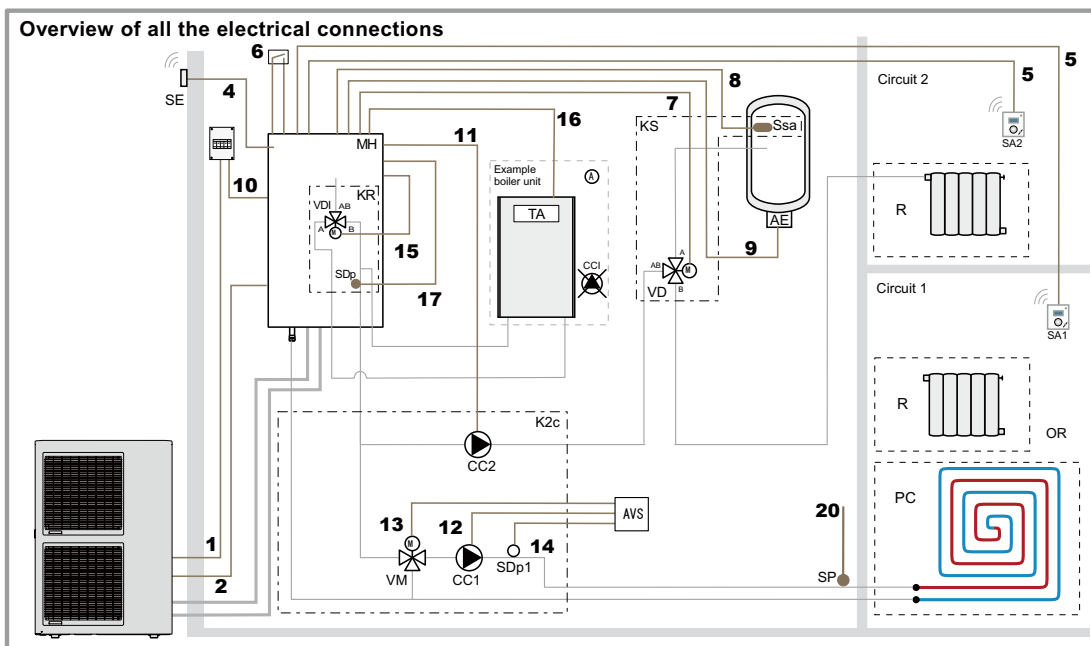 Overview of all the electrical connections
6
5
5
SE
4
8
7
Circuit 2
16
11
KS
Ssa
MH
SA2
Example
boiler unit
A
10
KR
TA
AE
R
VDI
AB
A
B
M
15
9
CCI
A
AB
M
VD
B
SDp
17
Circuit 1
SA1
R
OR
K2c
CC2
PC
AVS
13
12
20
M
14
1
VM
CC1
SDp1
SP
2